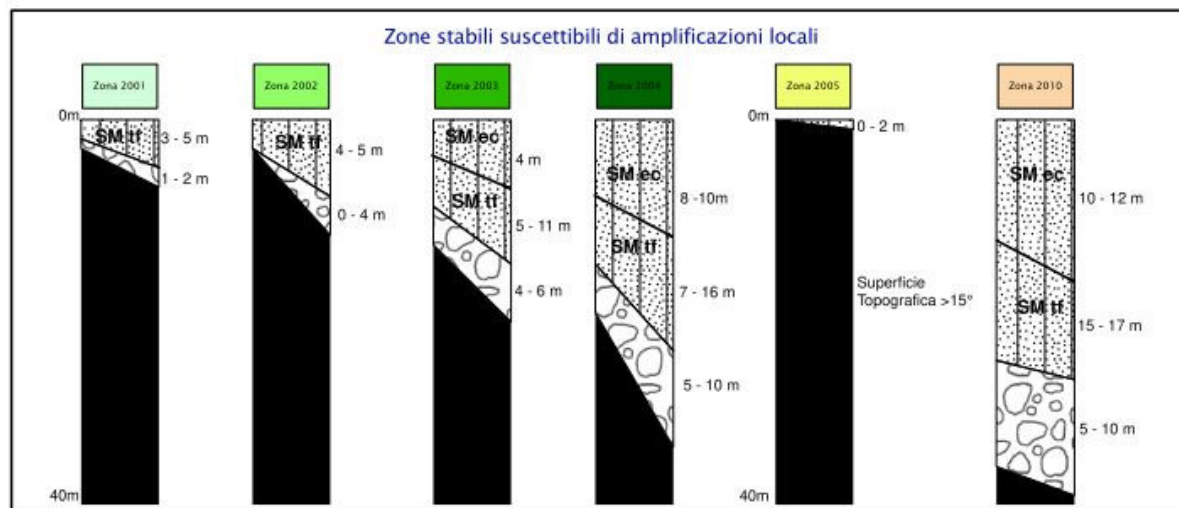 Zone stabili suscettibili di amplificazioni locali
Zona 2001
Zona 2002
Zona 2003
Zona 2004
Zona 2005
Zona 2010
0m
SM tf
3 - 5 m
1 - 2 m
40m
SM tf
4 - 5 m
0 - 4 m
SM ec
4 m
SM tf
5 - 11 m
4 - 6 m
SM ec
8 -10m
SM tf
7 - 16 m
5 - 10 m
0m
0 - 2 m
Superficie
Topografica >15°
40m
SM ec
10 - 12 m
SM tf
15 - 17 m
5 - 10 m